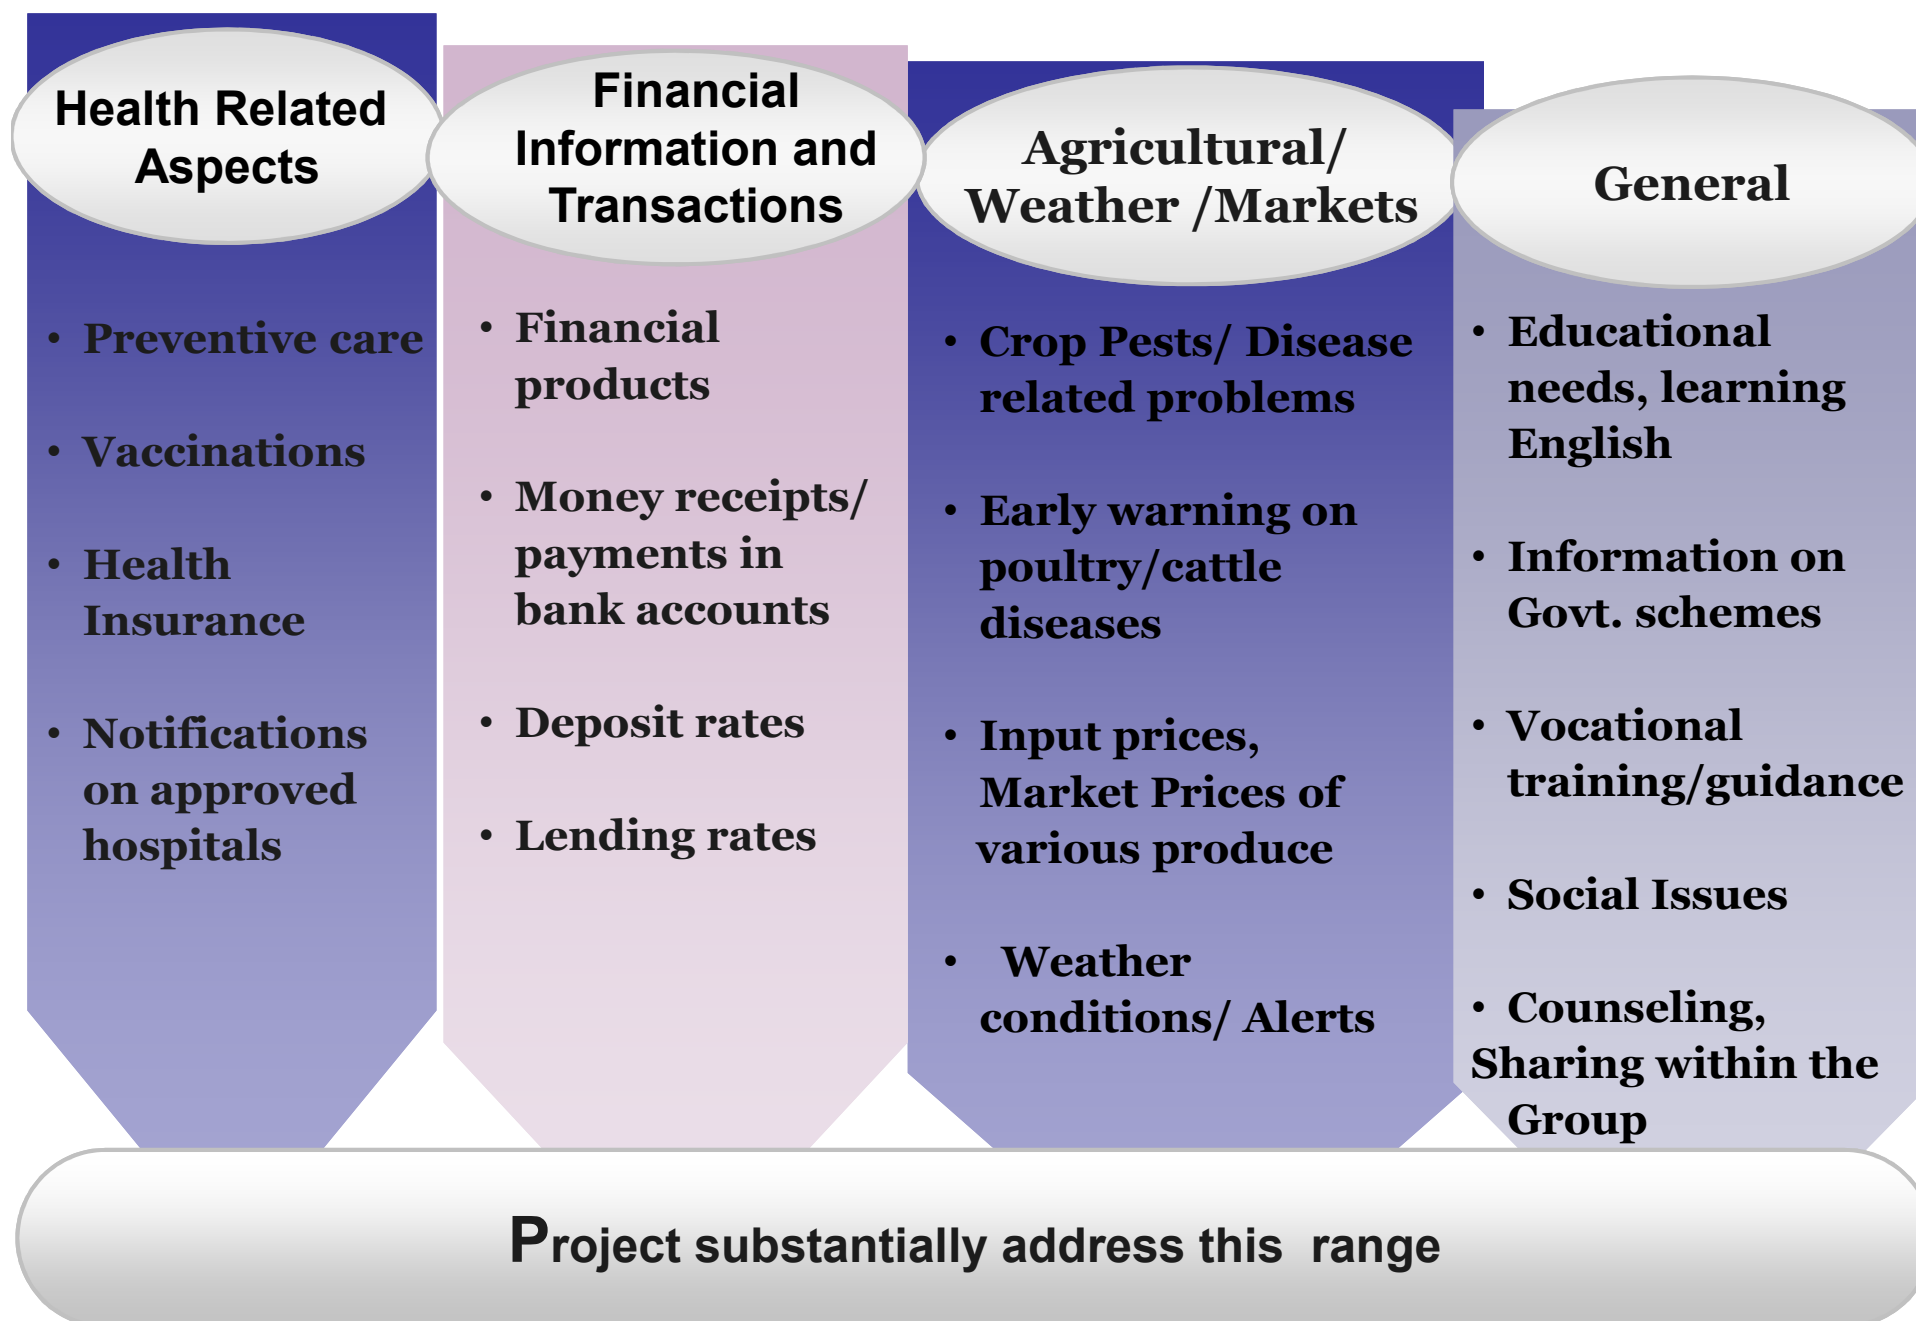 Health Related
Aspects
• Preventive care
• Vaccinations
• Health
Insurance
• Notifications
on approved
hospitals
Financial
Information and
Transactions
• Financial
products
• Money receipts/
payments in
bank accounts
• Deposit rates
• Lending rates
Agricultural/
Weather /Markets
• Crop Pests/ Disease
related problems
• Early warning on
poultry/cattle
diseases
• Input prices,
Market Prices of
various produce
• Weather
conditions/ Alerts
General
• Educational
needs, learning
English
• Information on
Govt. schemes
• Vocational
training/guidance
• Social Issues
• Counseling,
Sharing within the
Group
Project substantially address this range